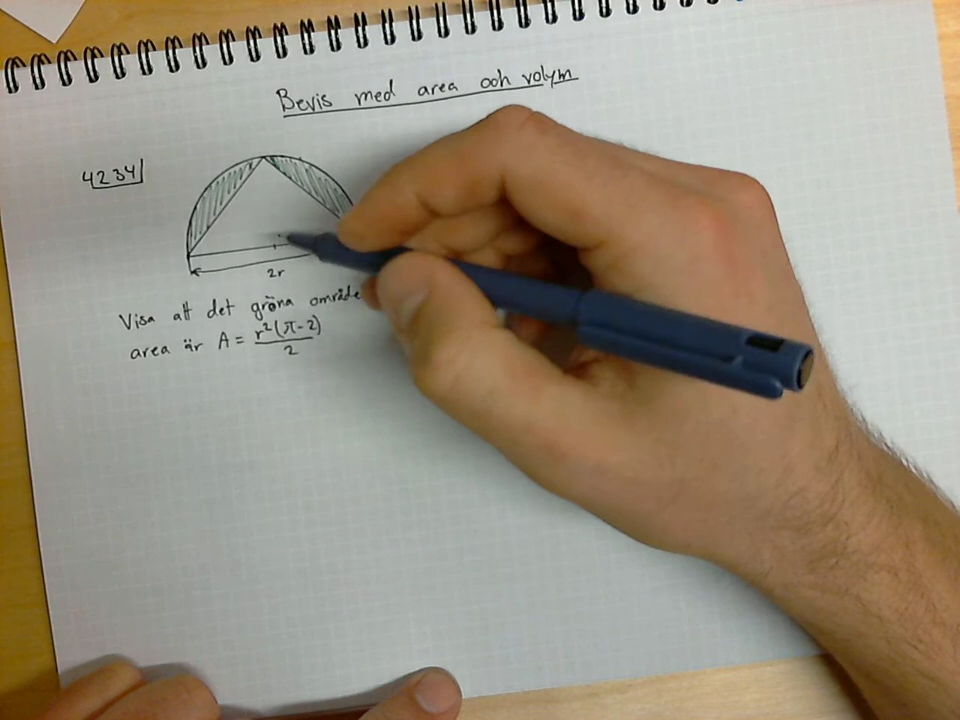 Bevis med area och volym
4234
2r
Visa att det gröna område
area är A = r²(π-2)/2